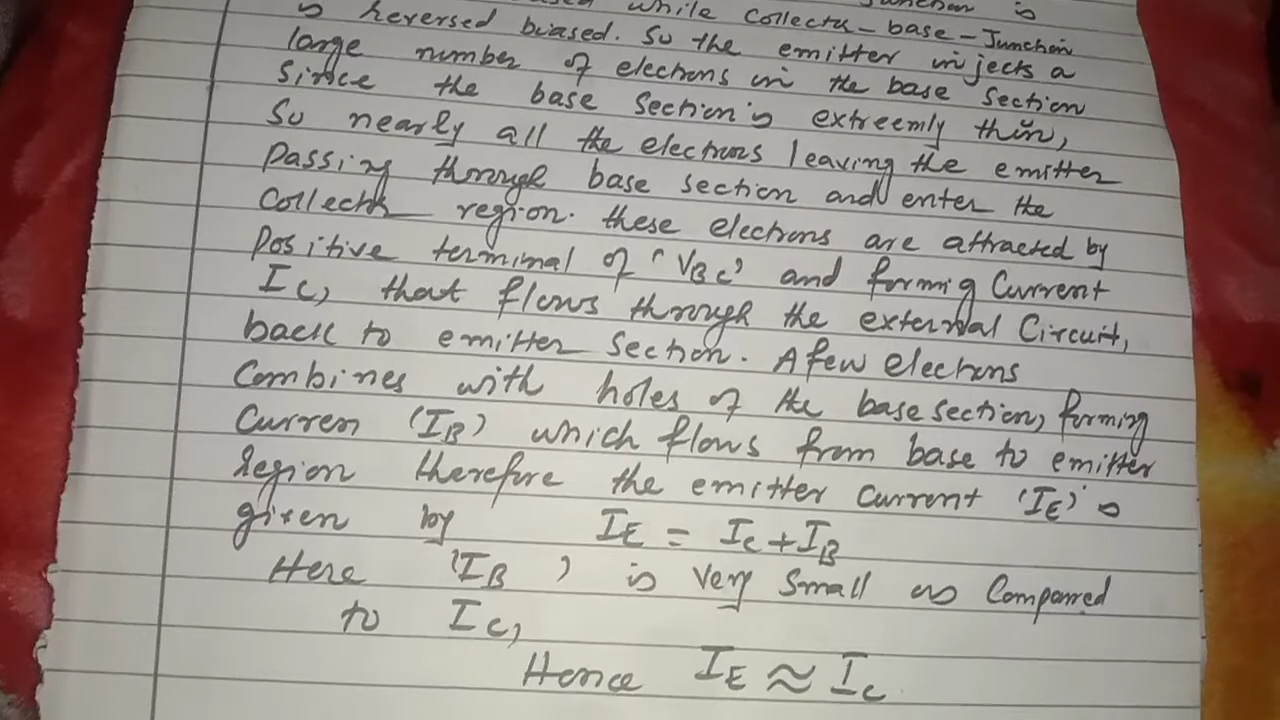 while collector-base-Junction is
is reversed biased. So the emitter injects a
large number of electrons in the base section
Since the base section is extreemly thin,
So nearly all the electrons leaving the emitter
Passing through base section and enter the
Collector region. these electrons are attracted by
Positive terminal of 'VBC' and forming Current
IC, that flows through the external Circuit,
back to emitter section. A few electrons
Combines with holes of the base section, forming
Curren (IB) which flows from base to emitter
region therefore the emitter current 'IE' is
given by IE = IC + IB
Here 'IB' is very small as Compared
to IC,
Hence IE ≈ IC